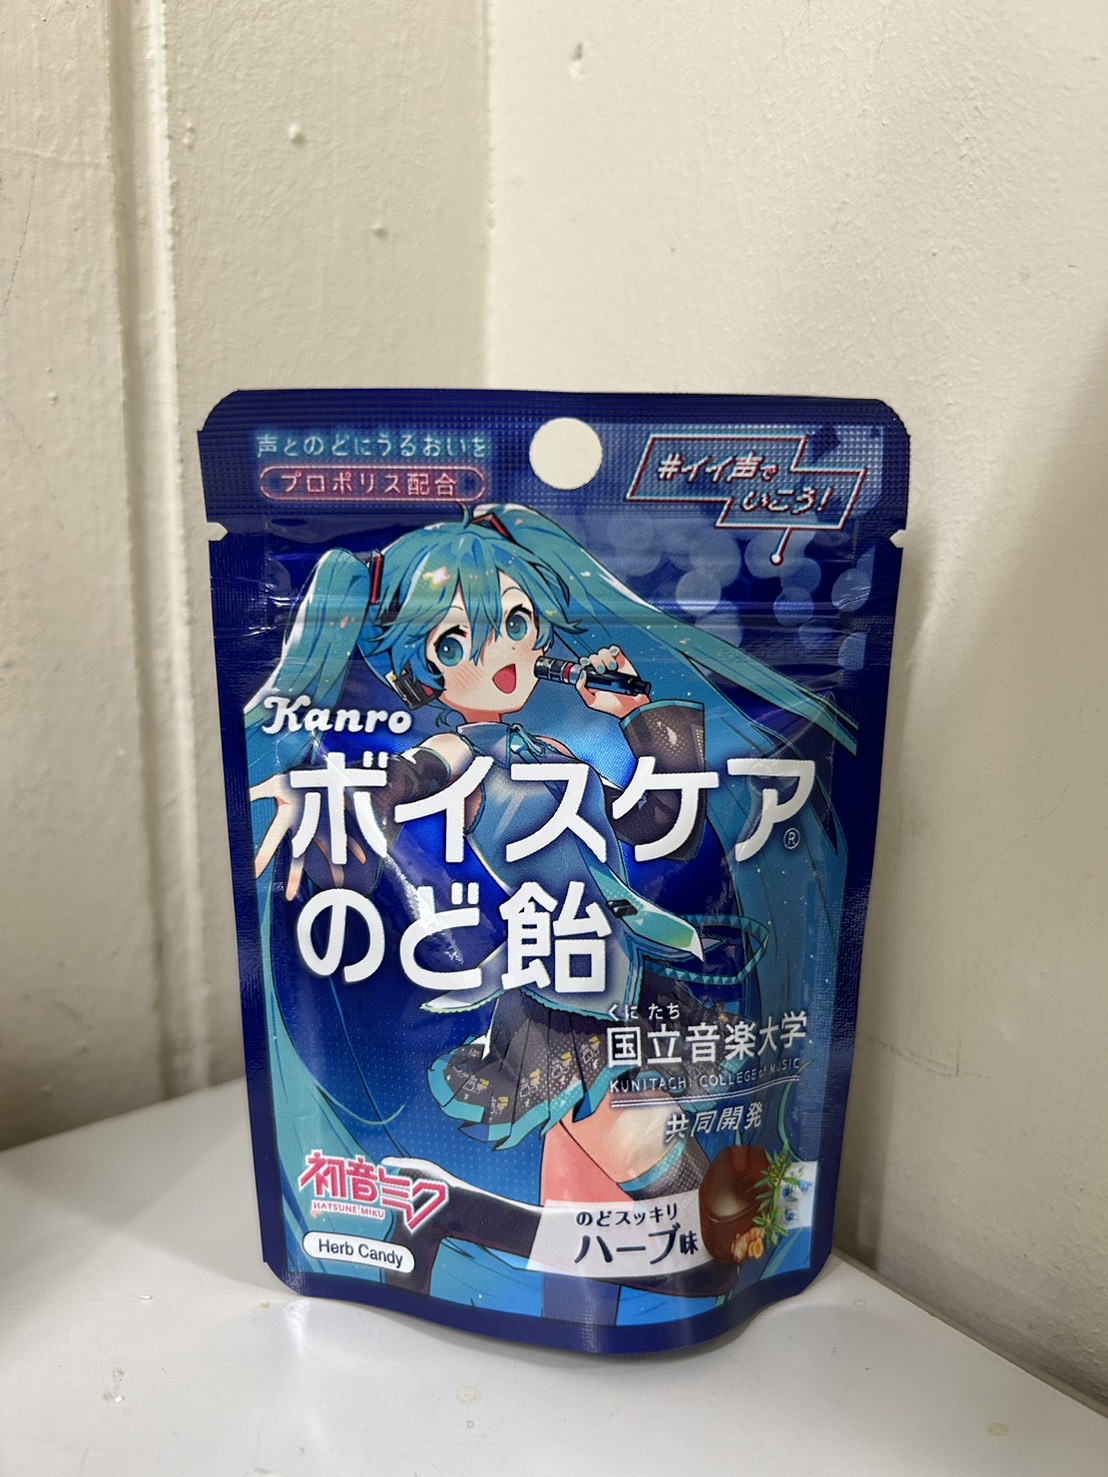 声とのどにうるおいを
プロポリス配合
#イイ声で
いこう!
Kanro
ボイスケア®
のど飴
くにたち
国立音楽大学
KUNITACHI COLLEGE of MUSIC
共同開発
初音ミク
HATSUNE MIKU
Herb Candy
のどスッキリ
ハーブ味